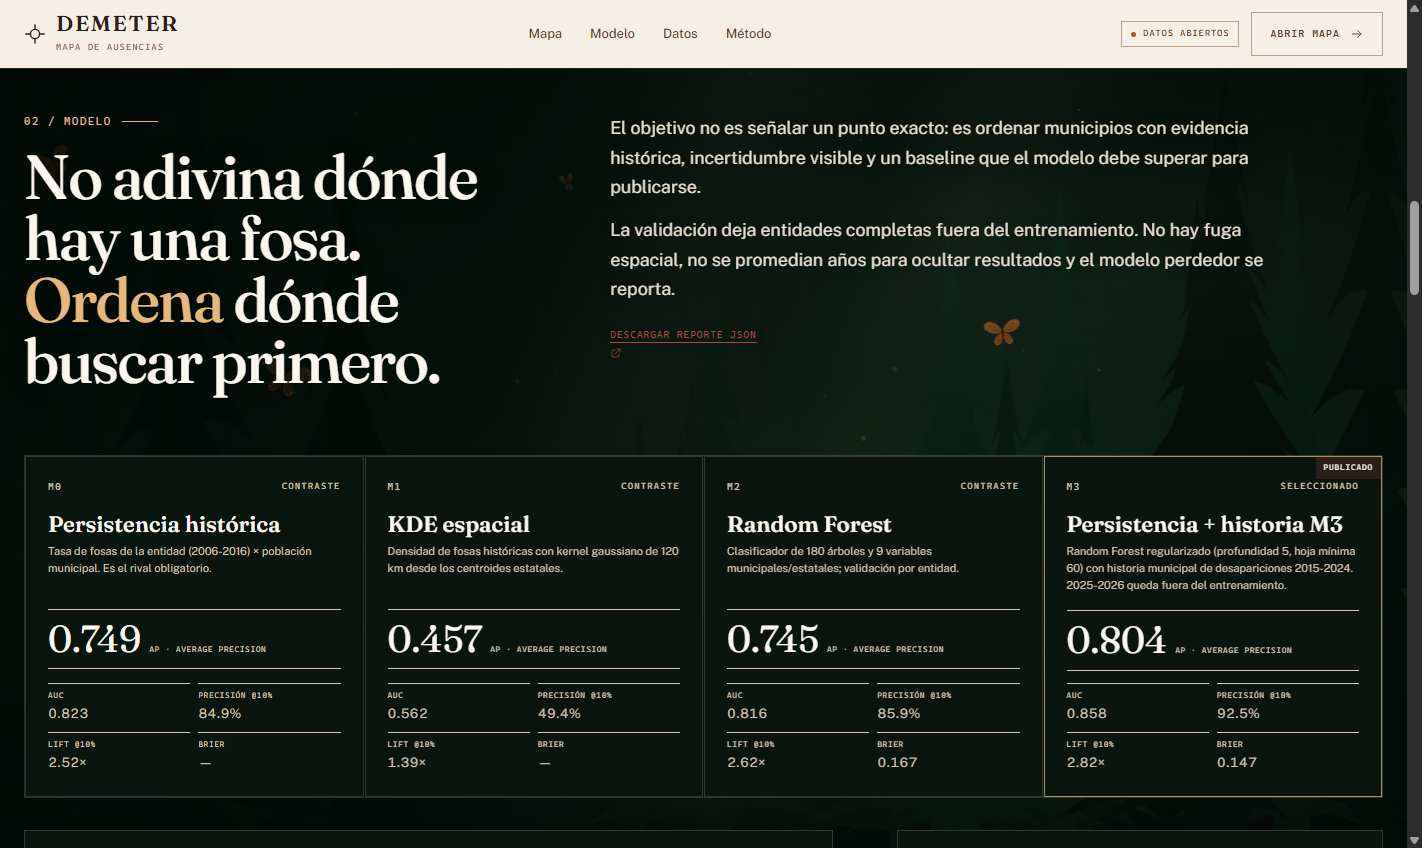 DEMETER
MAPA DE AUSENCIAS
Mapa
Modelo
Datos
Método
DATOS ABIERTOS
ABRIR MAPA
02 / MODELO
No adivina dónde
hay una fosa.
Ordena dónde
buscar primero.
El objetivo no es señalar un punto exacto: es ordenar municipios con evidencia
histórica, incertidumbre visible y un baseline que el modelo debe superar para
publicarse.
La validación deja entidades completas fuera del entrenamiento. No hay fuga
espacial, no se promedian años para ocultar resultados y el modelo perdedor se
reporta.
DESCARGAR REPORTE JSON
M0
CONTRASTE
Persistencia histórica
Tasa de fosas de la entidad (2006-2016) × población
municipal. Es el rival obligatorio.
0.749 AP · AVERAGE PRECISION
AUC
0.823
PRECISIÓN @10%
84.9%
LIFT @10%
2.52×
BRIER
—
M1
CONTRASTE
KDE espacial
Densidad de fosas históricas con kernel gaussiano de 120
km desde los centroides estatales.
0.457 AP · AVERAGE PRECISION
AUC
0.562
PRECISIÓN @10%
49.4%
LIFT @10%
1.39×
BRIER
—
M2
CONTRASTE
Random Forest
Clasificador de 180 árboles y 9 variables
municipales/estatales; validación por entidad.
0.745 AP · AVERAGE PRECISION
AUC
0.816
PRECISIÓN @10%
85.9%
LIFT @10%
2.62×
BRIER
0.167
PUBLICADO
M3
SELECCIONADO
Persistencia + historia M3
Random Forest regularizado (profundidad 5, hoja mínima
60) con historia municipal de desapariciones 2015-2024.
2025-2026 queda fuera del entrenamiento.
0.804 AP · AVERAGE PRECISION
AUC
0.858
PRECISIÓN @10%
92.5%
LIFT @10%
2.82×
BRIER
0.147